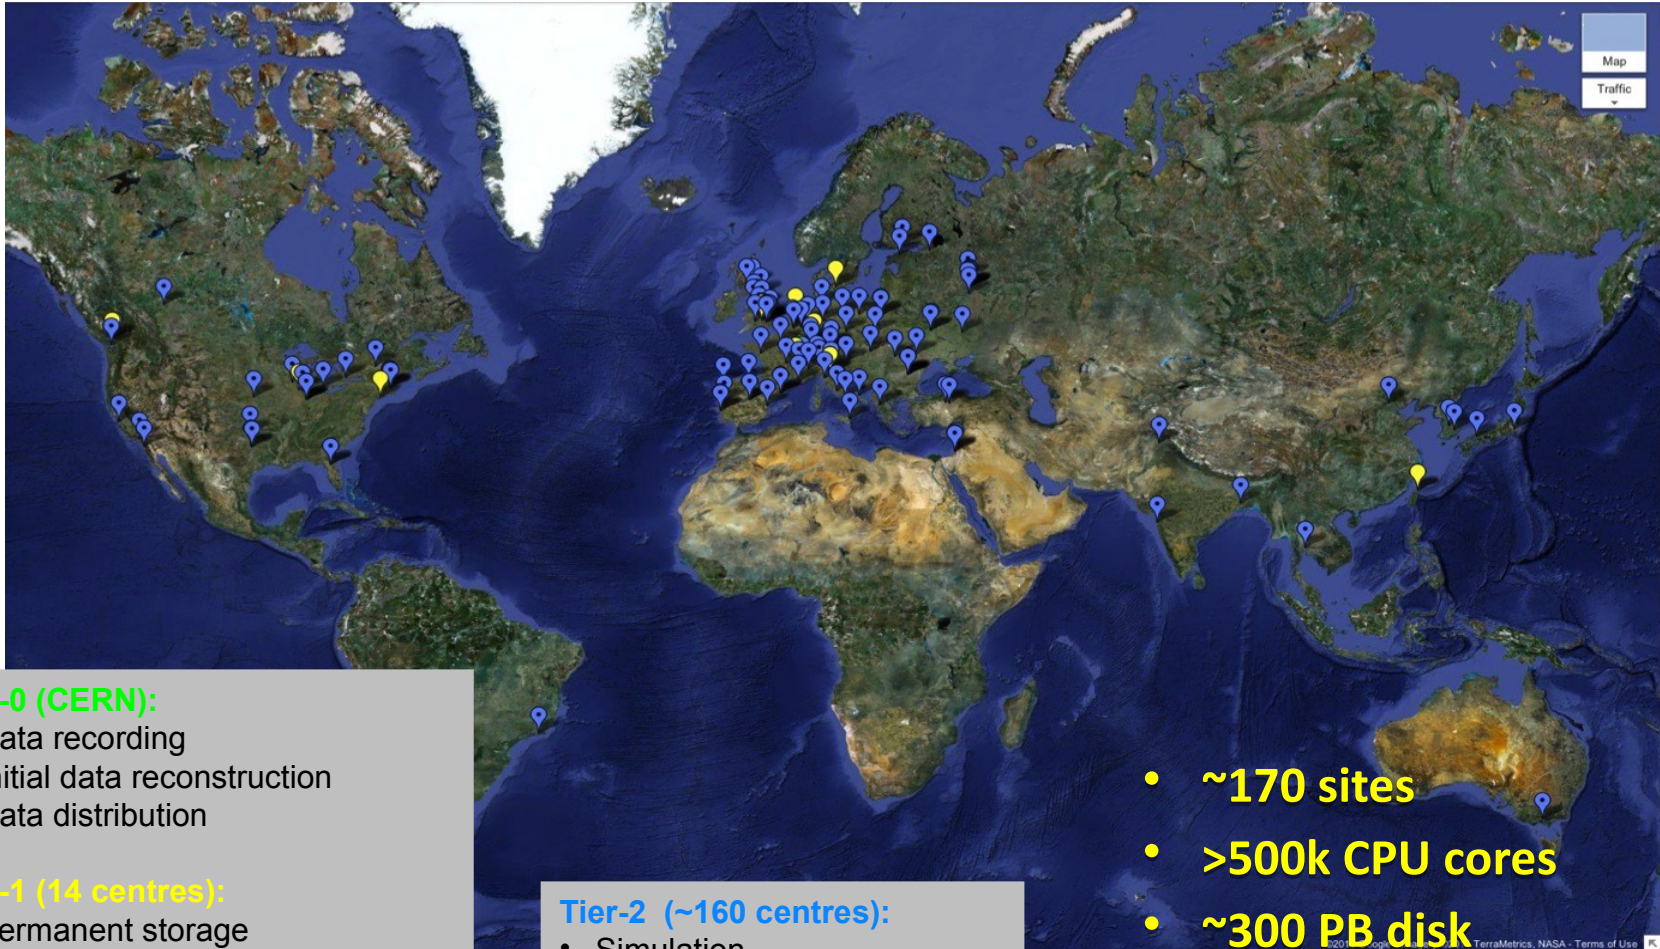 Map
Traffic
-0 (CERN):
ata recording
nitial data reconstruction
ata distribution
-1 (14 centres):
ermanent storage
Tier-2 (~160 centres):
• Simulation
• ~170 sites
• >500k CPU cores
• ~300 PB disk
TerraMetrics, NASA - Terms of Use